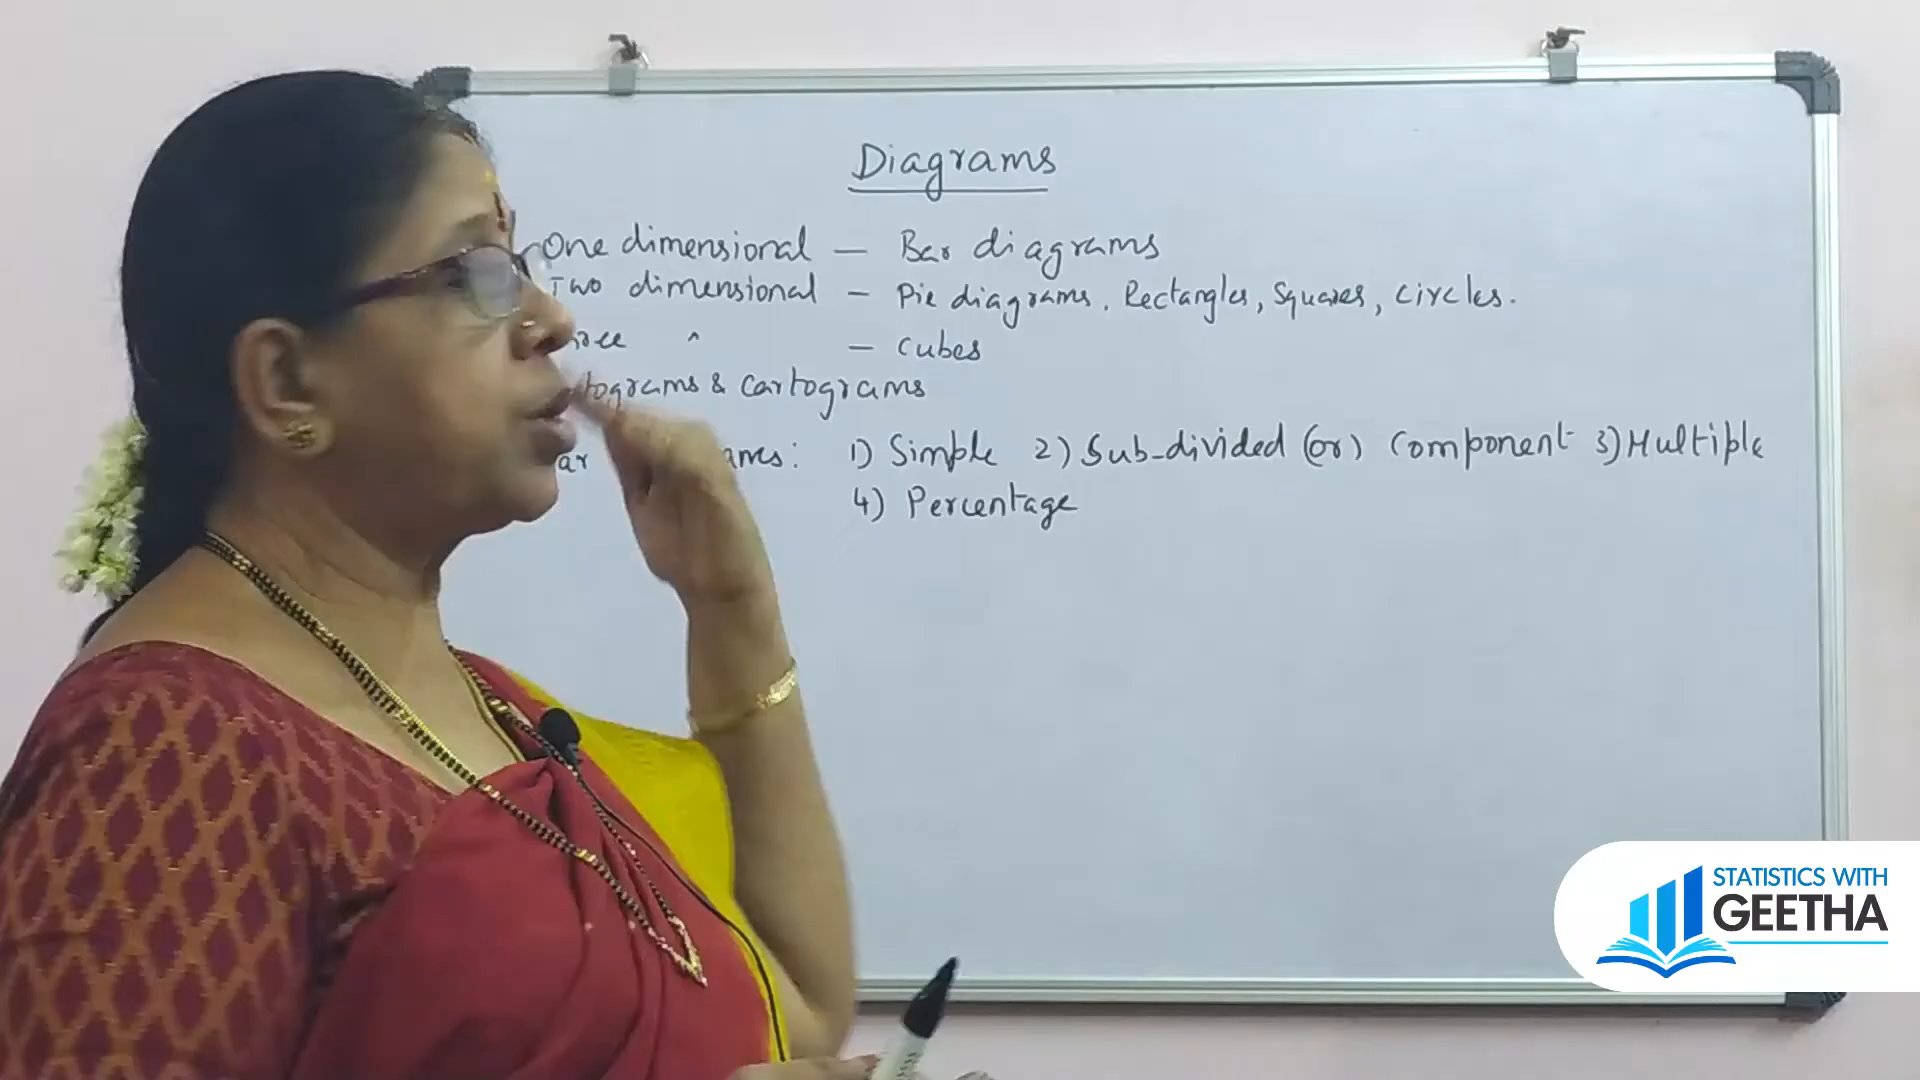 Diagrams
One dimensional — Bar diagrams
Two dimensional — Pie diagrams, Rectangles, Squares, Circles.
— Cubes
& Cartograms
1) Simple 2) Sub-divided (or) Component 3) Multiple
4) Percentage
STATISTICS WITH
GEETHA